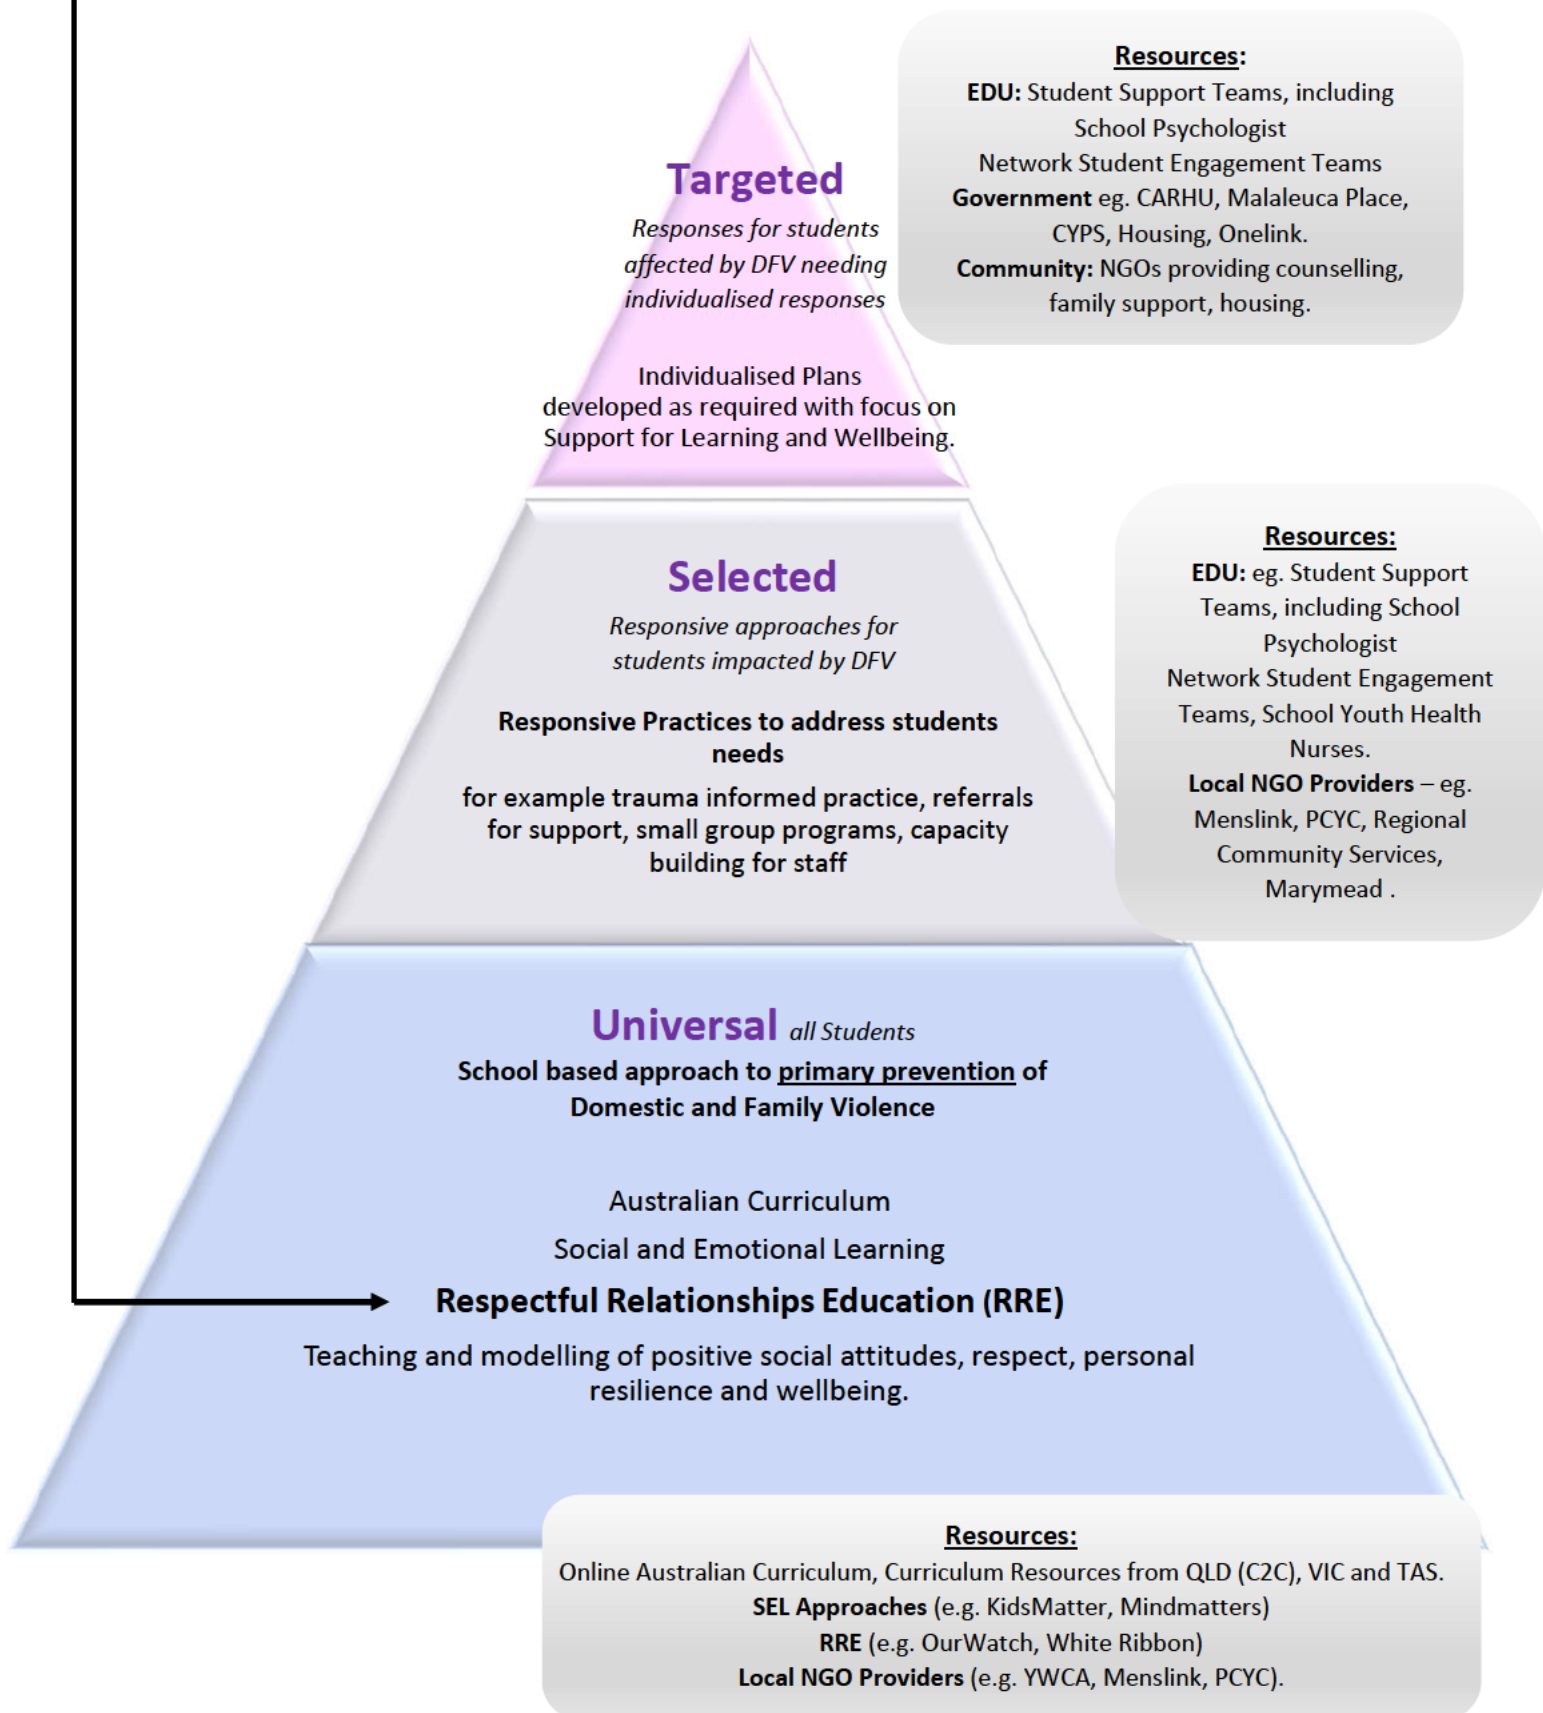 Targeted
Responses for students
affected by DFV needing
individualised responses
Individualised Plans
developed as required with focus on
Support for Learning and Wellbeing.
Resources:
EDU: Student Support Teams, including
School Psychologist
Network Student Engagement Teams
Government eg. CARHU, Malaleuca Place,
CYPS, Housing, Onelink.
Community: NGOs providing counselling,
family support, housing.
Selected
Responsive approaches for
students impacted by DFV
Responsive Practices to address students
needs
for example trauma informed practice, referrals
for support, small group programs, capacity
building for staff
Resources:
EDU: eg. Student Support
Teams, including School
Psychologist
Network Student Engagement
Teams, School Youth Health
Nurses.
Local NGO Providers – eg.
Menslink, PCYC, Regional
Community Services,
Marymead .
Universal all Students
School based approach to primary prevention of
Domestic and Family Violence
Australian Curriculum
Social and Emotional Learning
Respectful Relationships Education (RRE)
Teaching and modelling of positive social attitudes, respect, personal
resilience and wellbeing.
Resources:
Online Australian Curriculum, Curriculum Resources from QLD (C2C), VIC and TAS.
SEL Approaches (e.g. KidsMatter, Mindmatters)
RRE (e.g. OurWatch, White Ribbon)
Local NGO Providers (e.g. YWCA, Menslink, PCYC).